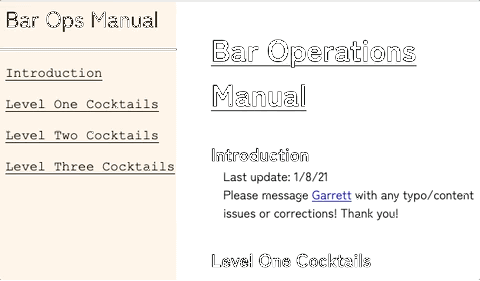 Bar Ops Manual
Introduction
Level One Cocktails
Level Two Cocktails
Level Three Cocktails
Bar Operations
Manual
Introduction
Last update: 1/8/21
Please message Garrett with any typo/content
issues or corrections! Thank you!
Level One Cocktails